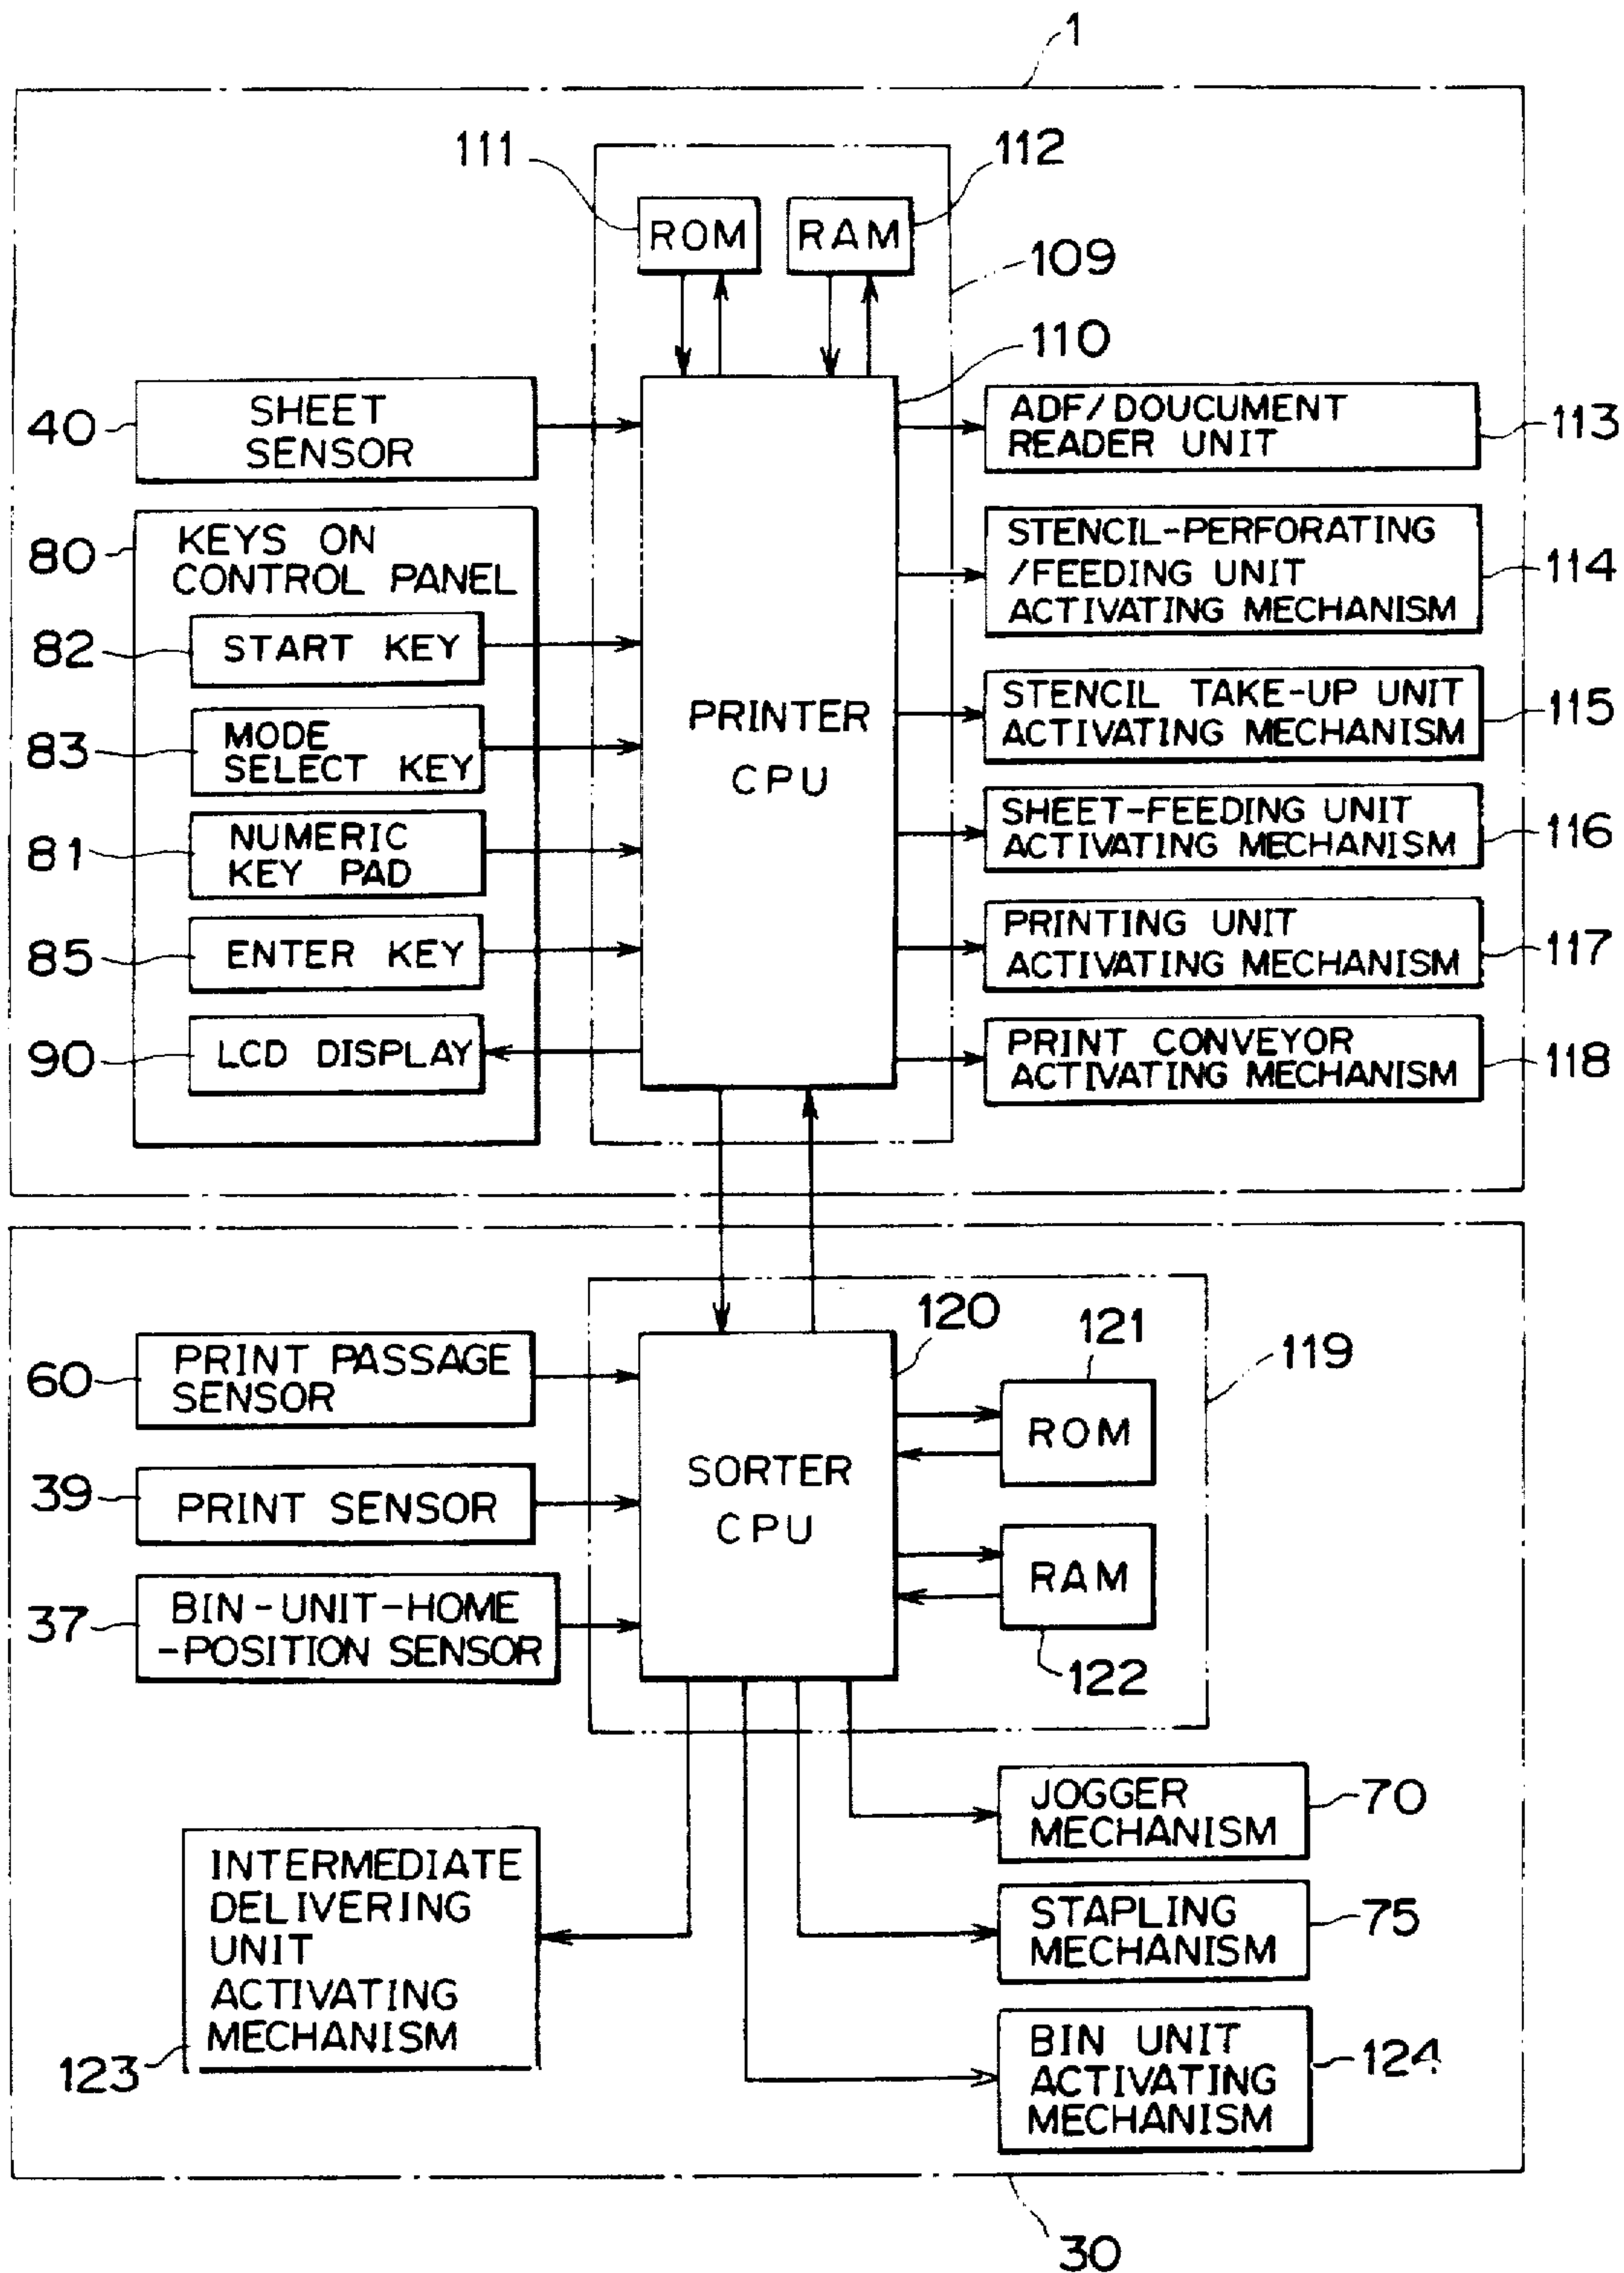 1
111
112
ROM
RAM
109
110
40
SHEET
SENSOR
80
KEYS ON
CONTROL PANEL
82
START KEY
83
MODE
SELECT KEY
81
NUMERIC
KEY PAD
85
ENTER KEY
90
LCD DISPLAY
PRINTER
CPU
ADF/DOUCUMENT
READER UNIT
113
STENCIL-PERFORATING
/FEEDING UNIT
ACTIVATING MECHANISM
114
STENCIL TAKE-UP UNIT
ACTIVATING MECHANISM
115
SHEET-FEEDING UNIT
ACTIVATING MECHANISM
116
PRINTING UNIT
ACTIVATING MECHANISM
117
PRINT CONVEYOR
ACTIVATING MECHANISM
118
60
PRINT PASSAGE
SENSOR
39
PRINT SENSOR
37
BIN-UNIT-HOME
-POSITION SENSOR
SORTER
CPU
120
121
ROM
119
RAM
122
INTERMEDIATE
DELIVERING
UNIT
ACTIVATING
MECHANISM
123
JOGGER
MECHANISM
70
STAPLING
MECHANISM
75
BIN UNIT
ACTIVATING
MECHANISM
124
30